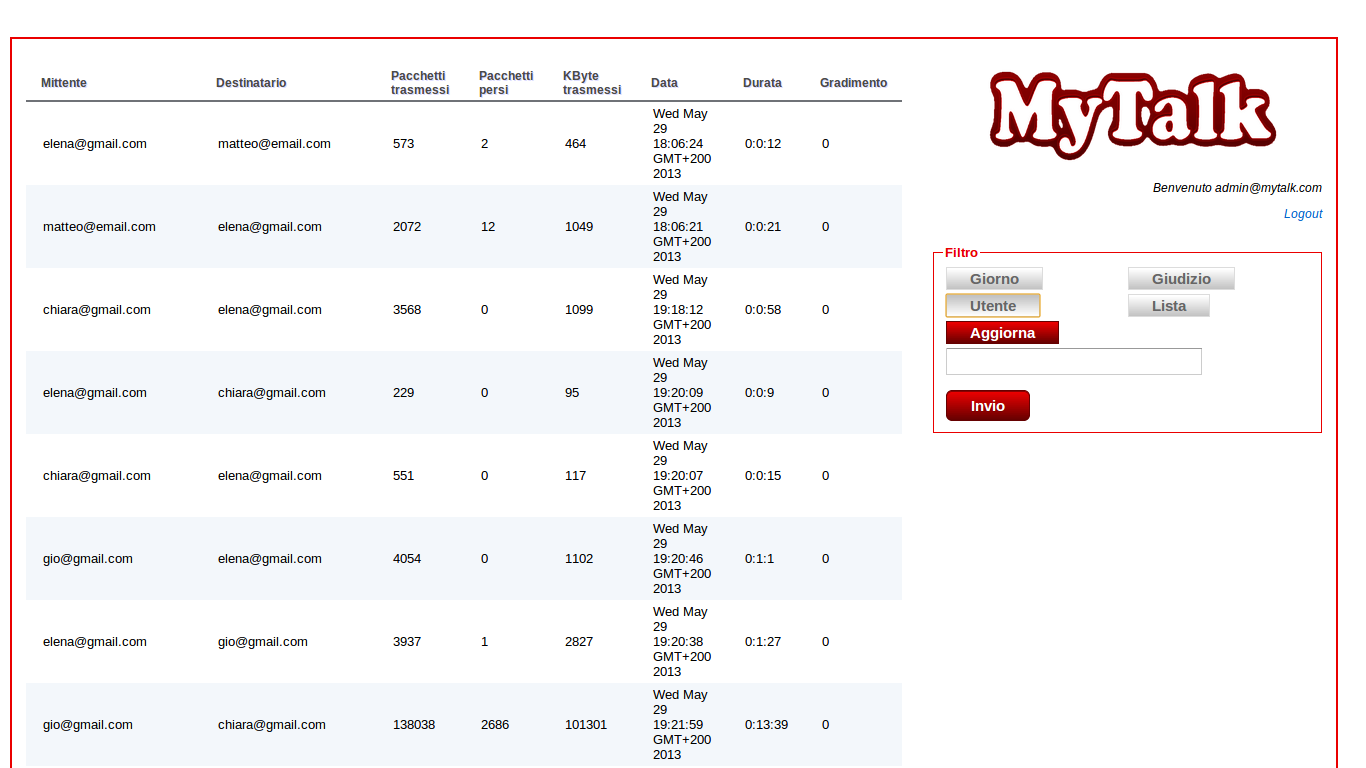 Mittente Destinatario Pacchetti trasmessi Pacchetti persi KByte trasmessi Data Durata Gradimento
elena@gmail.com matteo@email.com 573 2 464 Wed May 29 18:06:24 GMT+200 2013 0:0:12 0
matteo@email.com elena@gmail.com 2072 12 1049 Wed May 29 18:06:21 GMT+200 2013 0:0:21 0
chiara@gmail.com elena@gmail.com 3568 0 1099 Wed May 29 19:18:12 GMT+200 2013 0:0:58 0
elena@gmail.com chiara@gmail.com 229 0 95 Wed May 29 19:20:09 GMT+200 2013 0:0:9 0
chiara@gmail.com elena@gmail.com 551 0 117 Wed May 29 19:20:07 GMT+200 2013 0:0:15 0
gio@gmail.com elena@gmail.com 4054 0 1102 Wed May 29 19:20:46 GMT+200 2013 0:1:1 0
elena@gmail.com gio@gmail.com 3937 1 2827 Wed May 29 19:20:38 GMT+200 2013 0:1:27 0
gio@gmail.com chiara@gmail.com 138038 2686 101301 Wed May 29 19:21:59 GMT+200 2013 0:13:39 0
MyTalk
Benvenuto admin@mytalk.com
Logout
Filtro
Giorno Giudizio
Utente Lista
Aggiorna
Invio